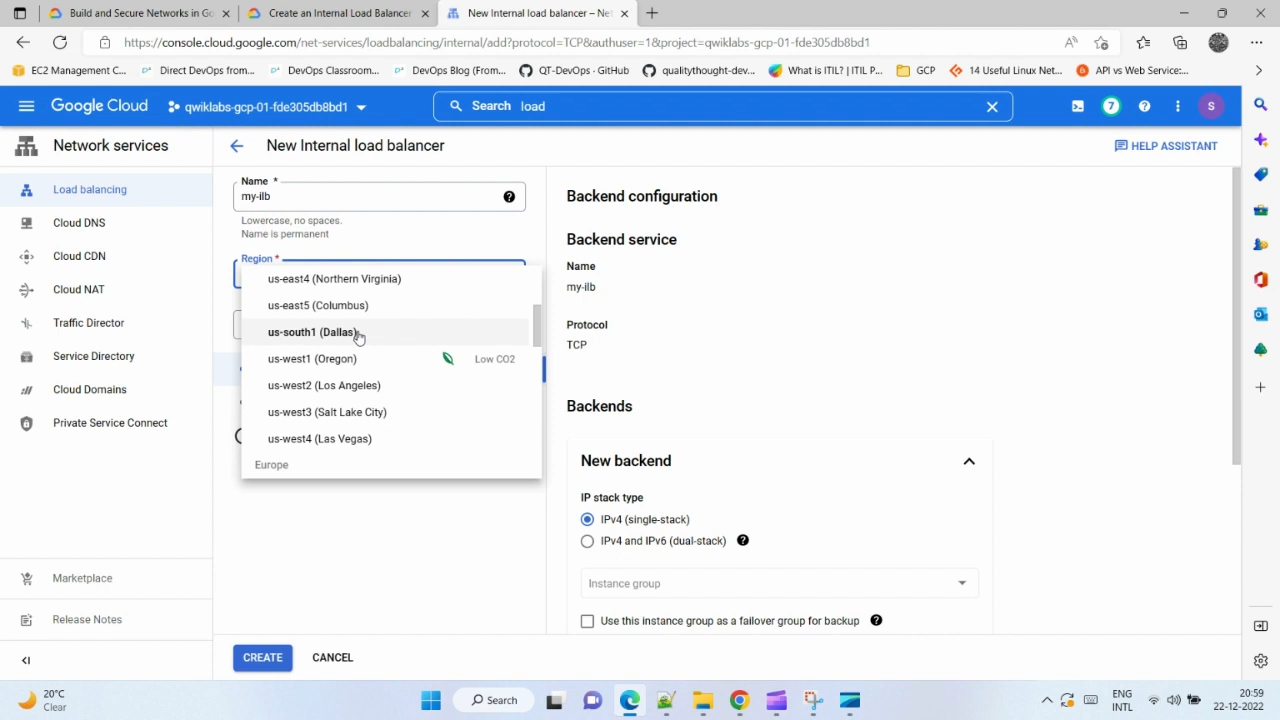 Build and Secure Networks in Go
Create an Internal Load Balancer
New Internal load balancer – Net
https://console.cloud.google.com/net-services/loadbalancing/internal/add?protocol=TCP&authuser=1&project=qwiklabs-gcp-01-fde305db8bd1
EC2 Management C...
Direct DevOps from...
DevOps Classroom...
DevOps Blog (From...
QT-DevOps · GitHub
qualitythought-dev...
What is ITIL? | ITIL P...
GCP
14 Useful Linux Net...
API vs Web Service:...
Google Cloud
qwiklabs-gcp-01-fde305db8bd1
Search load
7
S
Network services
New Internal load balancer
HELP ASSISTANT
Load balancing
Cloud DNS
Cloud CDN
Cloud NAT
Traffic Director
Service Directory
Cloud Domains
Private Service Connect
Marketplace
Release Notes
Name *
my-ilb
Lowercase, no spaces.
Name is permanent
Region *
us-east4 (Northern Virginia)
us-east5 (Columbus)
us-south1 (Dallas)
us-west1 (Oregon) Low CO2
us-west2 (Los Angeles)
us-west3 (Salt Lake City)
us-west4 (Las Vegas)
Europe
CREATE
CANCEL
Backend configuration
Backend service
Name
my-ilb
Protocol
TCP
Backends
New backend
IP stack type
IPv4 (single-stack)
IPv4 and IPv6 (dual-stack)
Instance group
Use this instance group as a failover group for backup
20°C
Clear
Search
ENG
INTL
20:59
22-12-2022